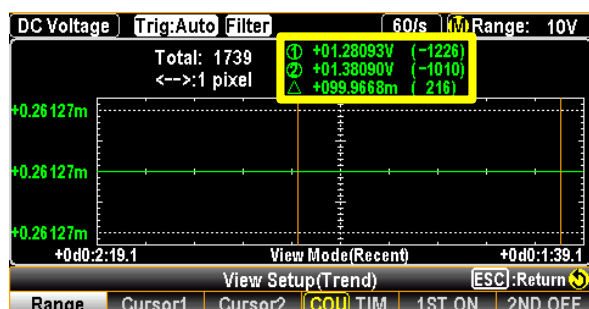 DC Voltage Trig:Auto Filter 60/s M Range: 10V
Total: 1739
<-->:1 pixel
① +01.28093V (-1226)
② +01.38090V (-1010)
△ +099.9668m ( 216)
+0.26127m
+0.26127m
+0.26127m
+0d0:2:19.1 View Mode(Recent) +0d0:1:39.1
View Setup(Trend) ESC :Return
Range Cursor1 Cursor2 COU TIM 1ST ON 2ND OFF